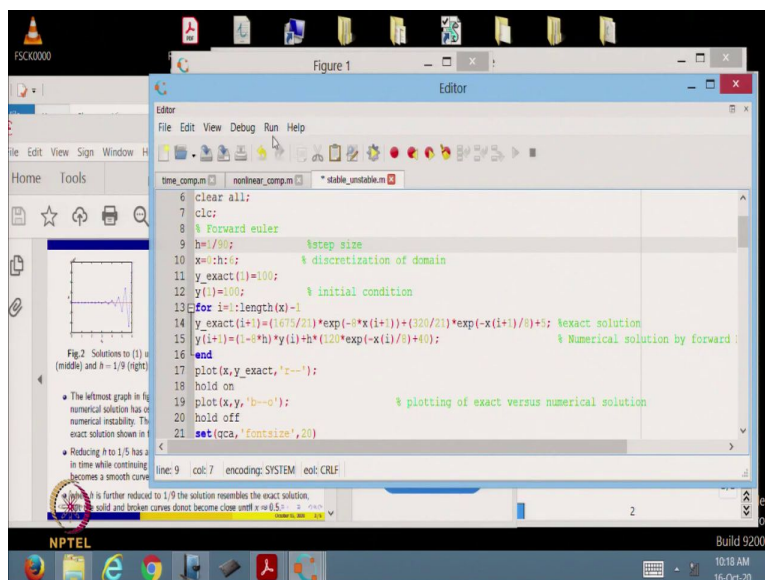 FSCK0000
Figure 1
Editor
Editor
File Edit View Debug Run Help
ile Edit View Sign Window H
Home Tools
time_comp.m nonlinear_comp.m * stable_unstable.m
6 clear all;
7 clc;
8 % Forward euler
9 h=1/90; %step size
10 x=0:h:6; % discretization of domain
11 y_exact(1)=100;
12 y(1)=100; % initial condition
13 for i=1:length(x)-1
14 y_exact(i+1)=(1675/21)*exp(-8*x(i+1))+(320/21)*exp(-x(i+1)/8)+5; %exact solution
15 y(i+1)=(1-8*h)*y(i)+h*(120*exp(-x(i)/8)+40); % Numerical solution by forward
16 end
17 plot(x,y_exact,'r--');
18 hold on
19 plot(x,y,'b--o'); % plotting of exact versus numerical solution
20 hold off
21 set(gca,'fontsize',20)
line: 9 col: 7 encoding: SYSTEM eol: CRLF
Fig.2 Solutions to (1) u
(middle) and h = 1/9 (right)
The leftmost graph in fig
numerical solution has os
numerical instability. Th
exact solution shown in t
Reducing h to 1/5 has a
in time while continuing
becomes a smooth curve
When h is further reduced to 1/9 the solution resembles the exact solution,
solid and broken curves donot become close until x = 0.5.
2
NPTEL
Build 9200
10:18 AM
16-Oct-20